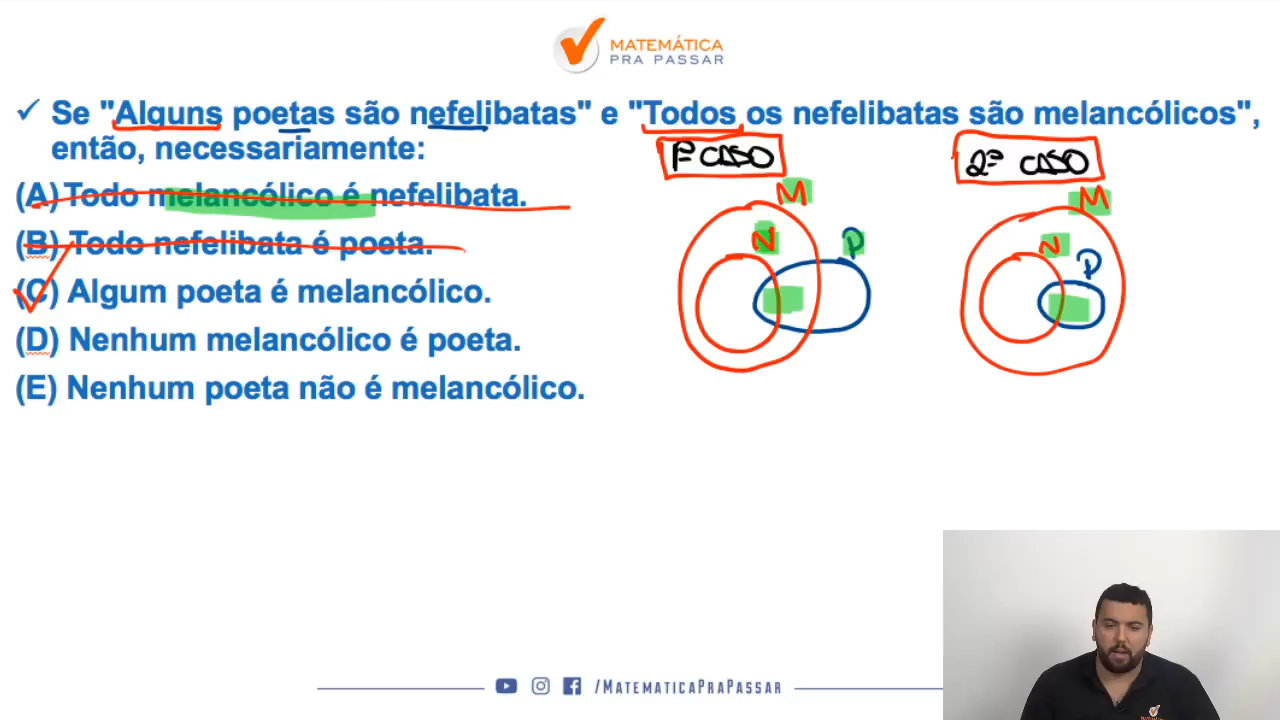 MATEMÁTICA
PRA PASSAR
✓ Se "Alguns poetas são nefelibatas" e "Todos os nefelibatas são melancólicos",
então, necessariamente:
1º CASO
2º CASO
(A) Todo melancólico é nefelibata.
(B) Todo nefelibata é poeta.
(C) Algum poeta é melancólico.
(D) Nenhum melancólico é poeta.
(E) Nenhum poeta não é melancólico.
M
N
P
M
N
P
/MATEMATICAPRAPASSAR